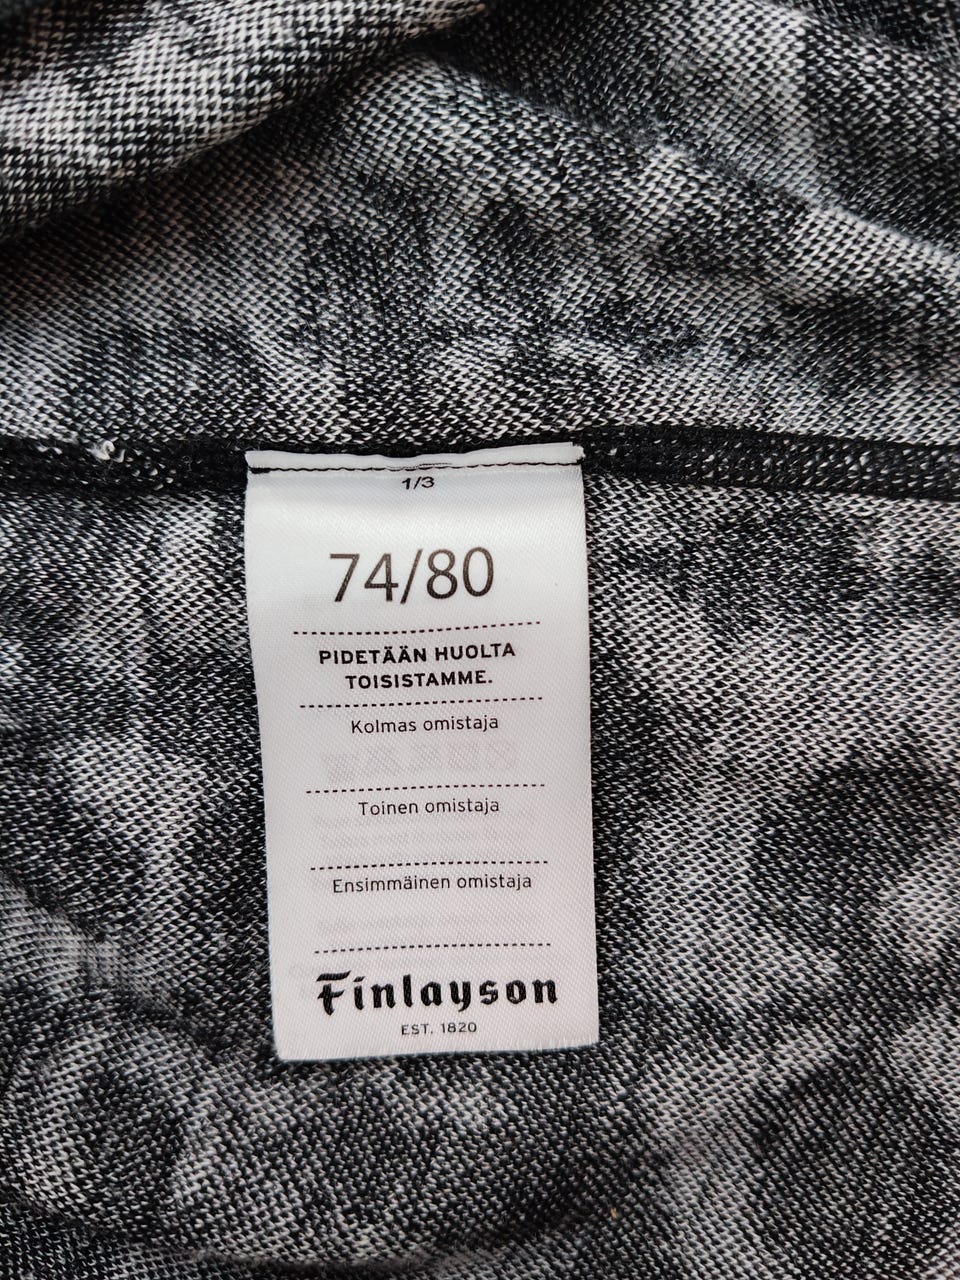 1/3
74/80
PIDETÄÄN HUOLTA
TOISISTAMME.
Kolmas omistaja
Toinen omistaja
Ensimmäinen omistaja
Finlayson
EST. 1820